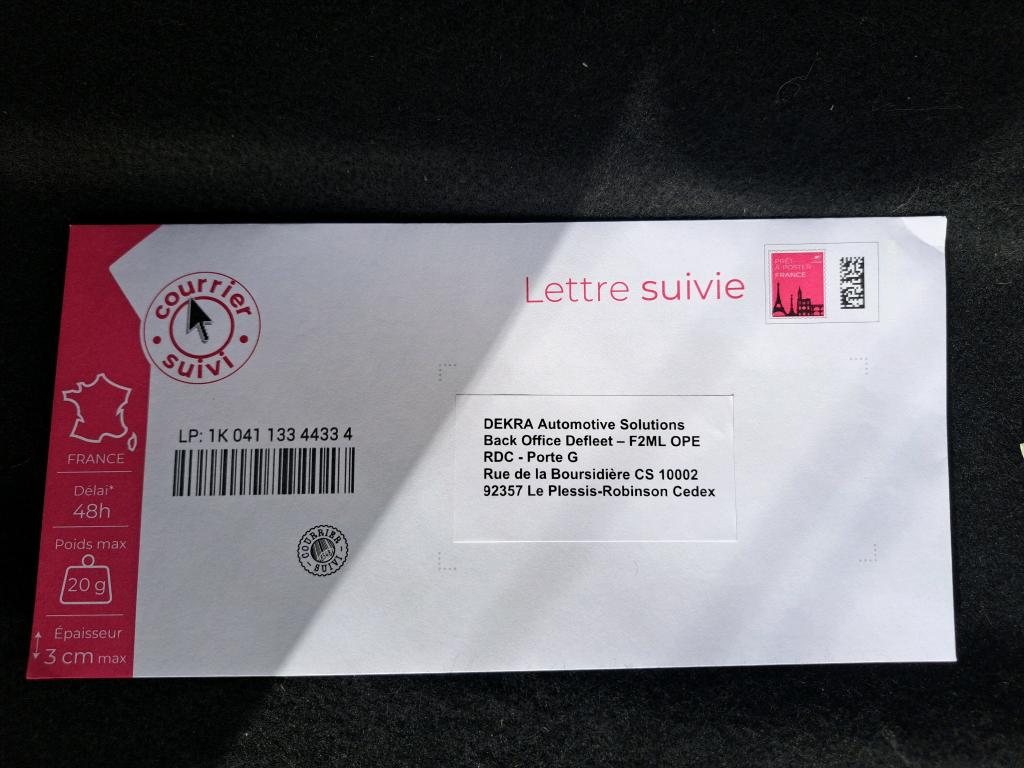 courrier
suivi
Lettre suivie
PRÊT-
À-POSTER
FRANCE
FRANCE
Délai*
48h
Poids max
20 g
Épaisseur
3 cm max
LP: 1K 041 133 4433 4
COURRIER
SUIVI
DEKRA Automotive Solutions
Back Office Defleet – F2ML OPE
RDC - Porte G
Rue de la Boursidière CS 10002
92357 Le Plessis-Robinson Cedex